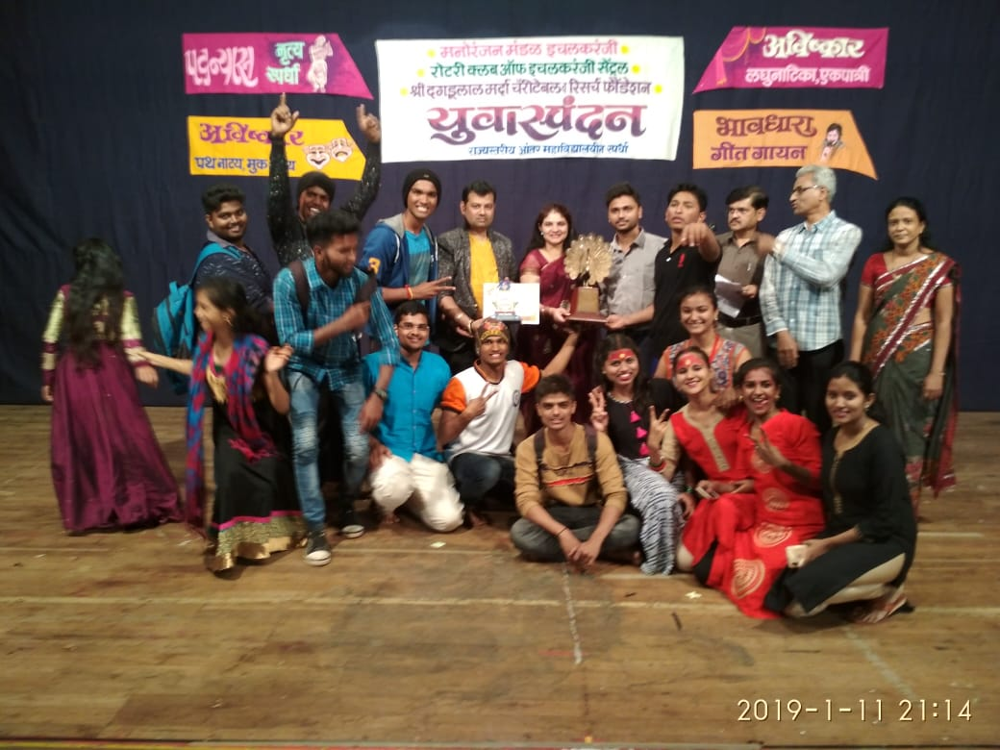 पदन्यास
नृत्य
स्पर्धा
अविष्कार
पथनाट्य, मुक
मनोरंजन मंडळ इचलकरंजी
रोटरी क्लब ऑफ इचलकरंजी सेंट्रल
श्री दगडूलाल मर्दा चॅरीटेबल रिसर्च फौंडेशन
युवास्पंदन
राज्यस्तरीय आंतर महाविद्यालयीन स्पर्धा
अविष्कार
लघुनाटिका, एकपात्री
भावधारा
गीत गायन
2019-1-11 21:14